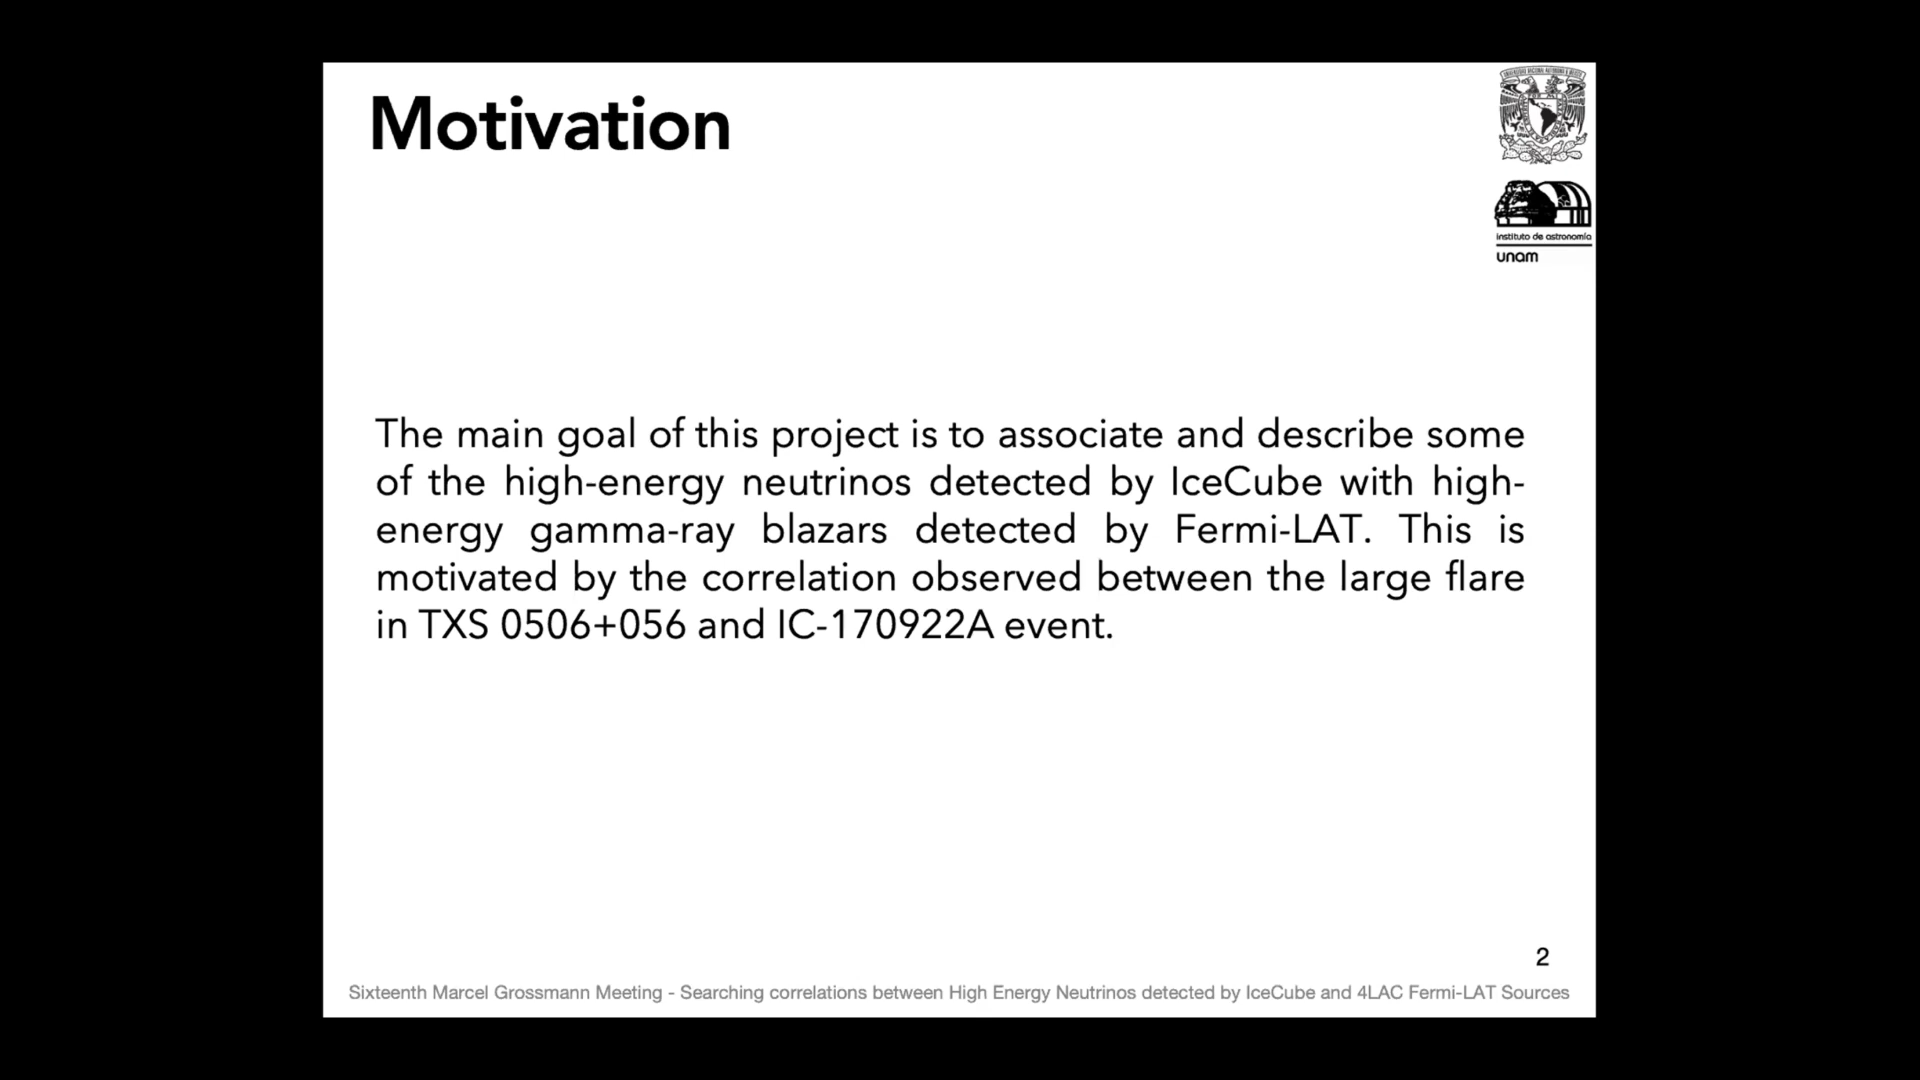 Motivation
instituto de astronomía
unam
The main goal of this project is to associate and describe some
of the high-energy neutrinos detected by IceCube with high-
energy gamma-ray blazars detected by Fermi-LAT. This is
motivated by the correlation observed between the large flare
in TXS 0506+056 and IC-170922A event.
2
Sixteenth Marcel Grossmann Meeting - Searching correlations between High Energy Neutrinos detected by IceCube and 4LAC Fermi-LAT Sources